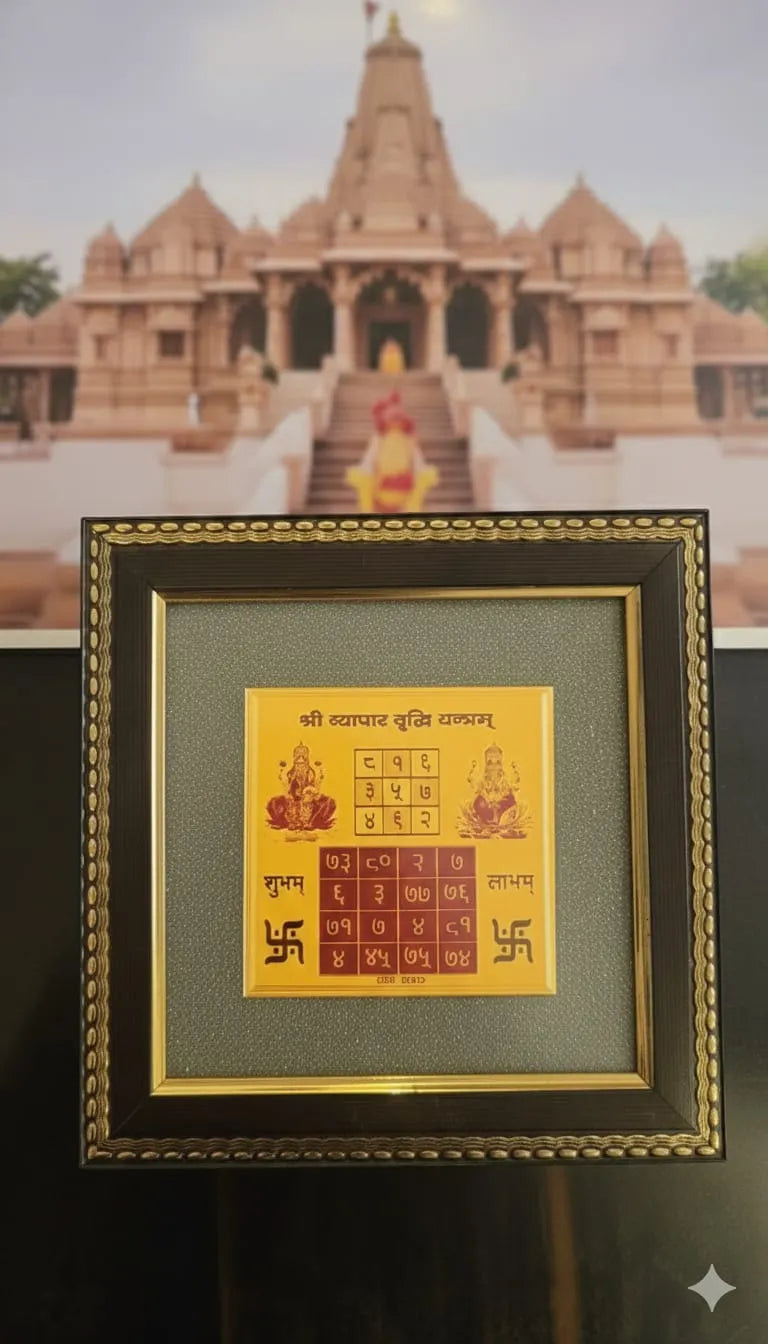 श्री व्यापार वृद्धि यन्त्रम्
८ १ ६
३ ५ ७
४ ९ २
७३ ८० २ ७
६ ३ ७७ ७६
७१ ७ ४ ८१
४ ४५ ७५ ७४
शुभम्
लाभम्